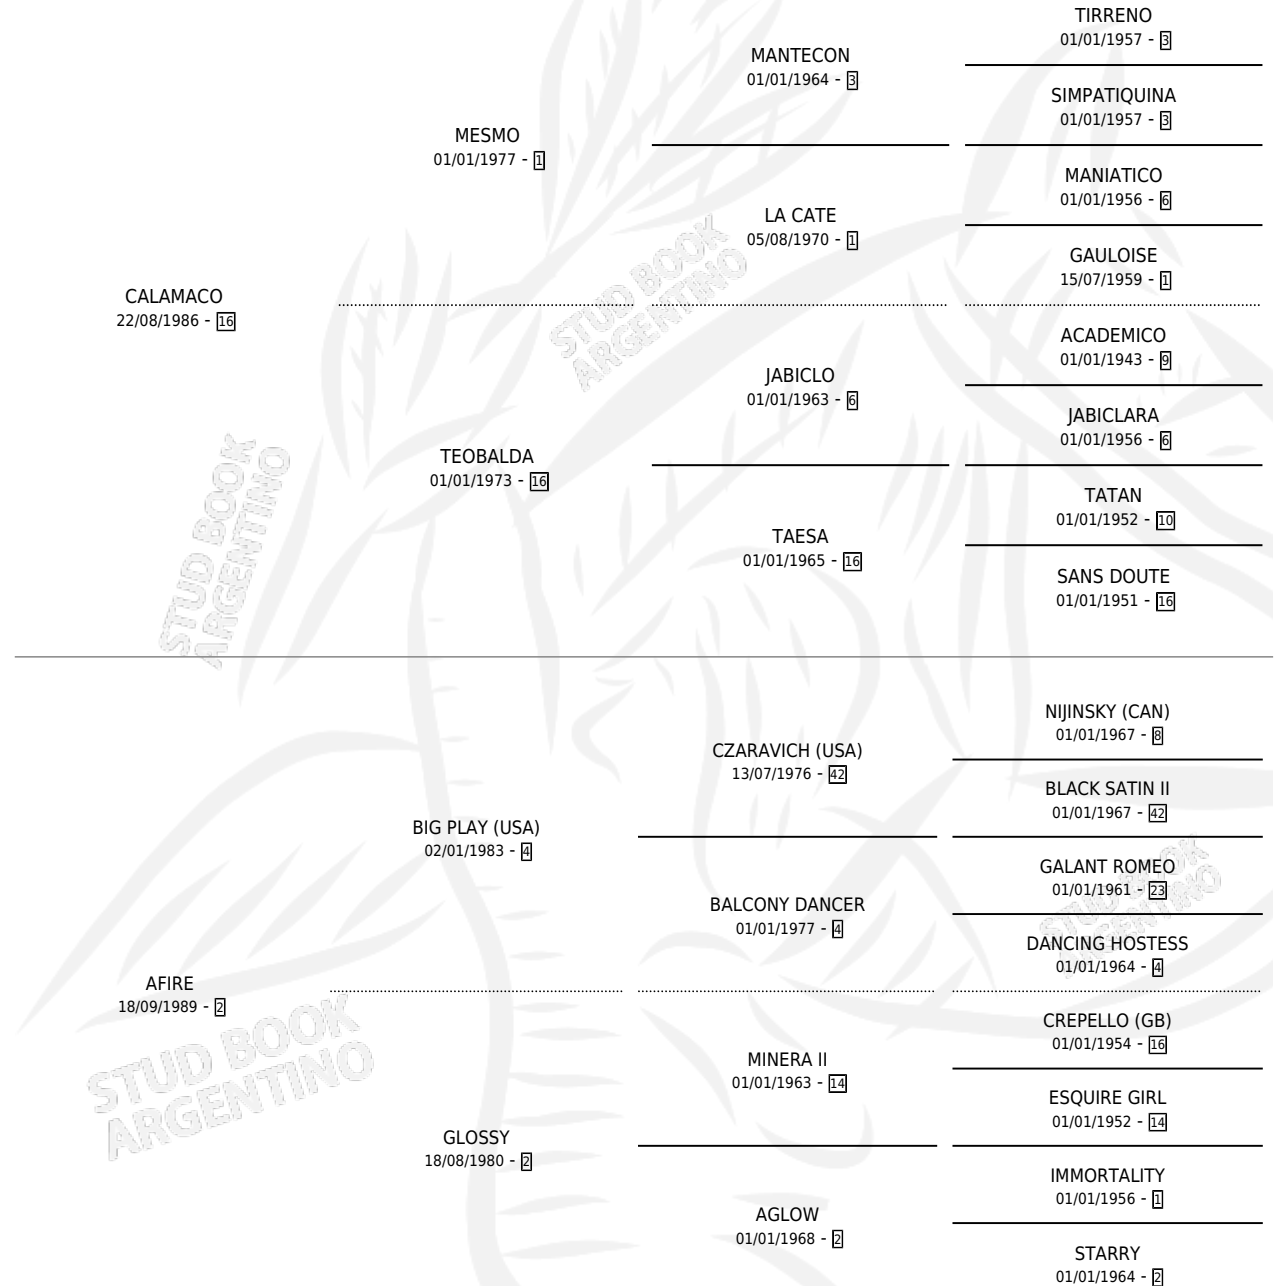 TIRRENO
01/01/1957 - 3
MANTECON
01/01/1964 - 3
SIMPATIQUINA
01/01/1957 - 3
MESMO
01/01/1977 - 1
MANIATICO
01/01/1956 - 6
LA CATE
05/08/1970 - 1
GAULOISE
15/07/1959 - 1
CALAMACO
22/08/1986 - 16
ACADEMICO
01/01/1943 - 9
JABICLO
01/01/1963 - 6
JABICLARA
01/01/1956 - 6
TEOBALDA
01/01/1973 - 16
TATAN
01/01/1952 - 10
TAESA
01/01/1965 - 16
SANS DOUTE
01/01/1951 - 16
NIJINSKY (CAN)
01/01/1967 - 8
CZARAVICH (USA)
13/07/1976 - 42
BLACK SATIN II
01/01/1967 - 42
BIG PLAY (USA)
02/01/1983 - 4
GALANT ROMEO
01/01/1961 - 23
BALCONY DANCER
01/01/1977 - 4
DANCING HOSTESS
01/01/1964 - 4
AFIRE
18/09/1989 - 2
CREPELLO (GB)
01/01/1954 - 16
MINERA II
01/01/1963 - 14
ESQUIRE GIRL
01/01/1952 - 14
GLOSSY
18/08/1980 - 2
IMMORTALITY
01/01/1956 - 1
AGLOW
01/01/1968 - 2
STARRY
01/01/1964 - 2
STUD BOOK
ARGENTINO
STUD BOOK
ARGENTINO
STUD BOOK
ARGENTINO
STUD BOOK
ARGENTINO